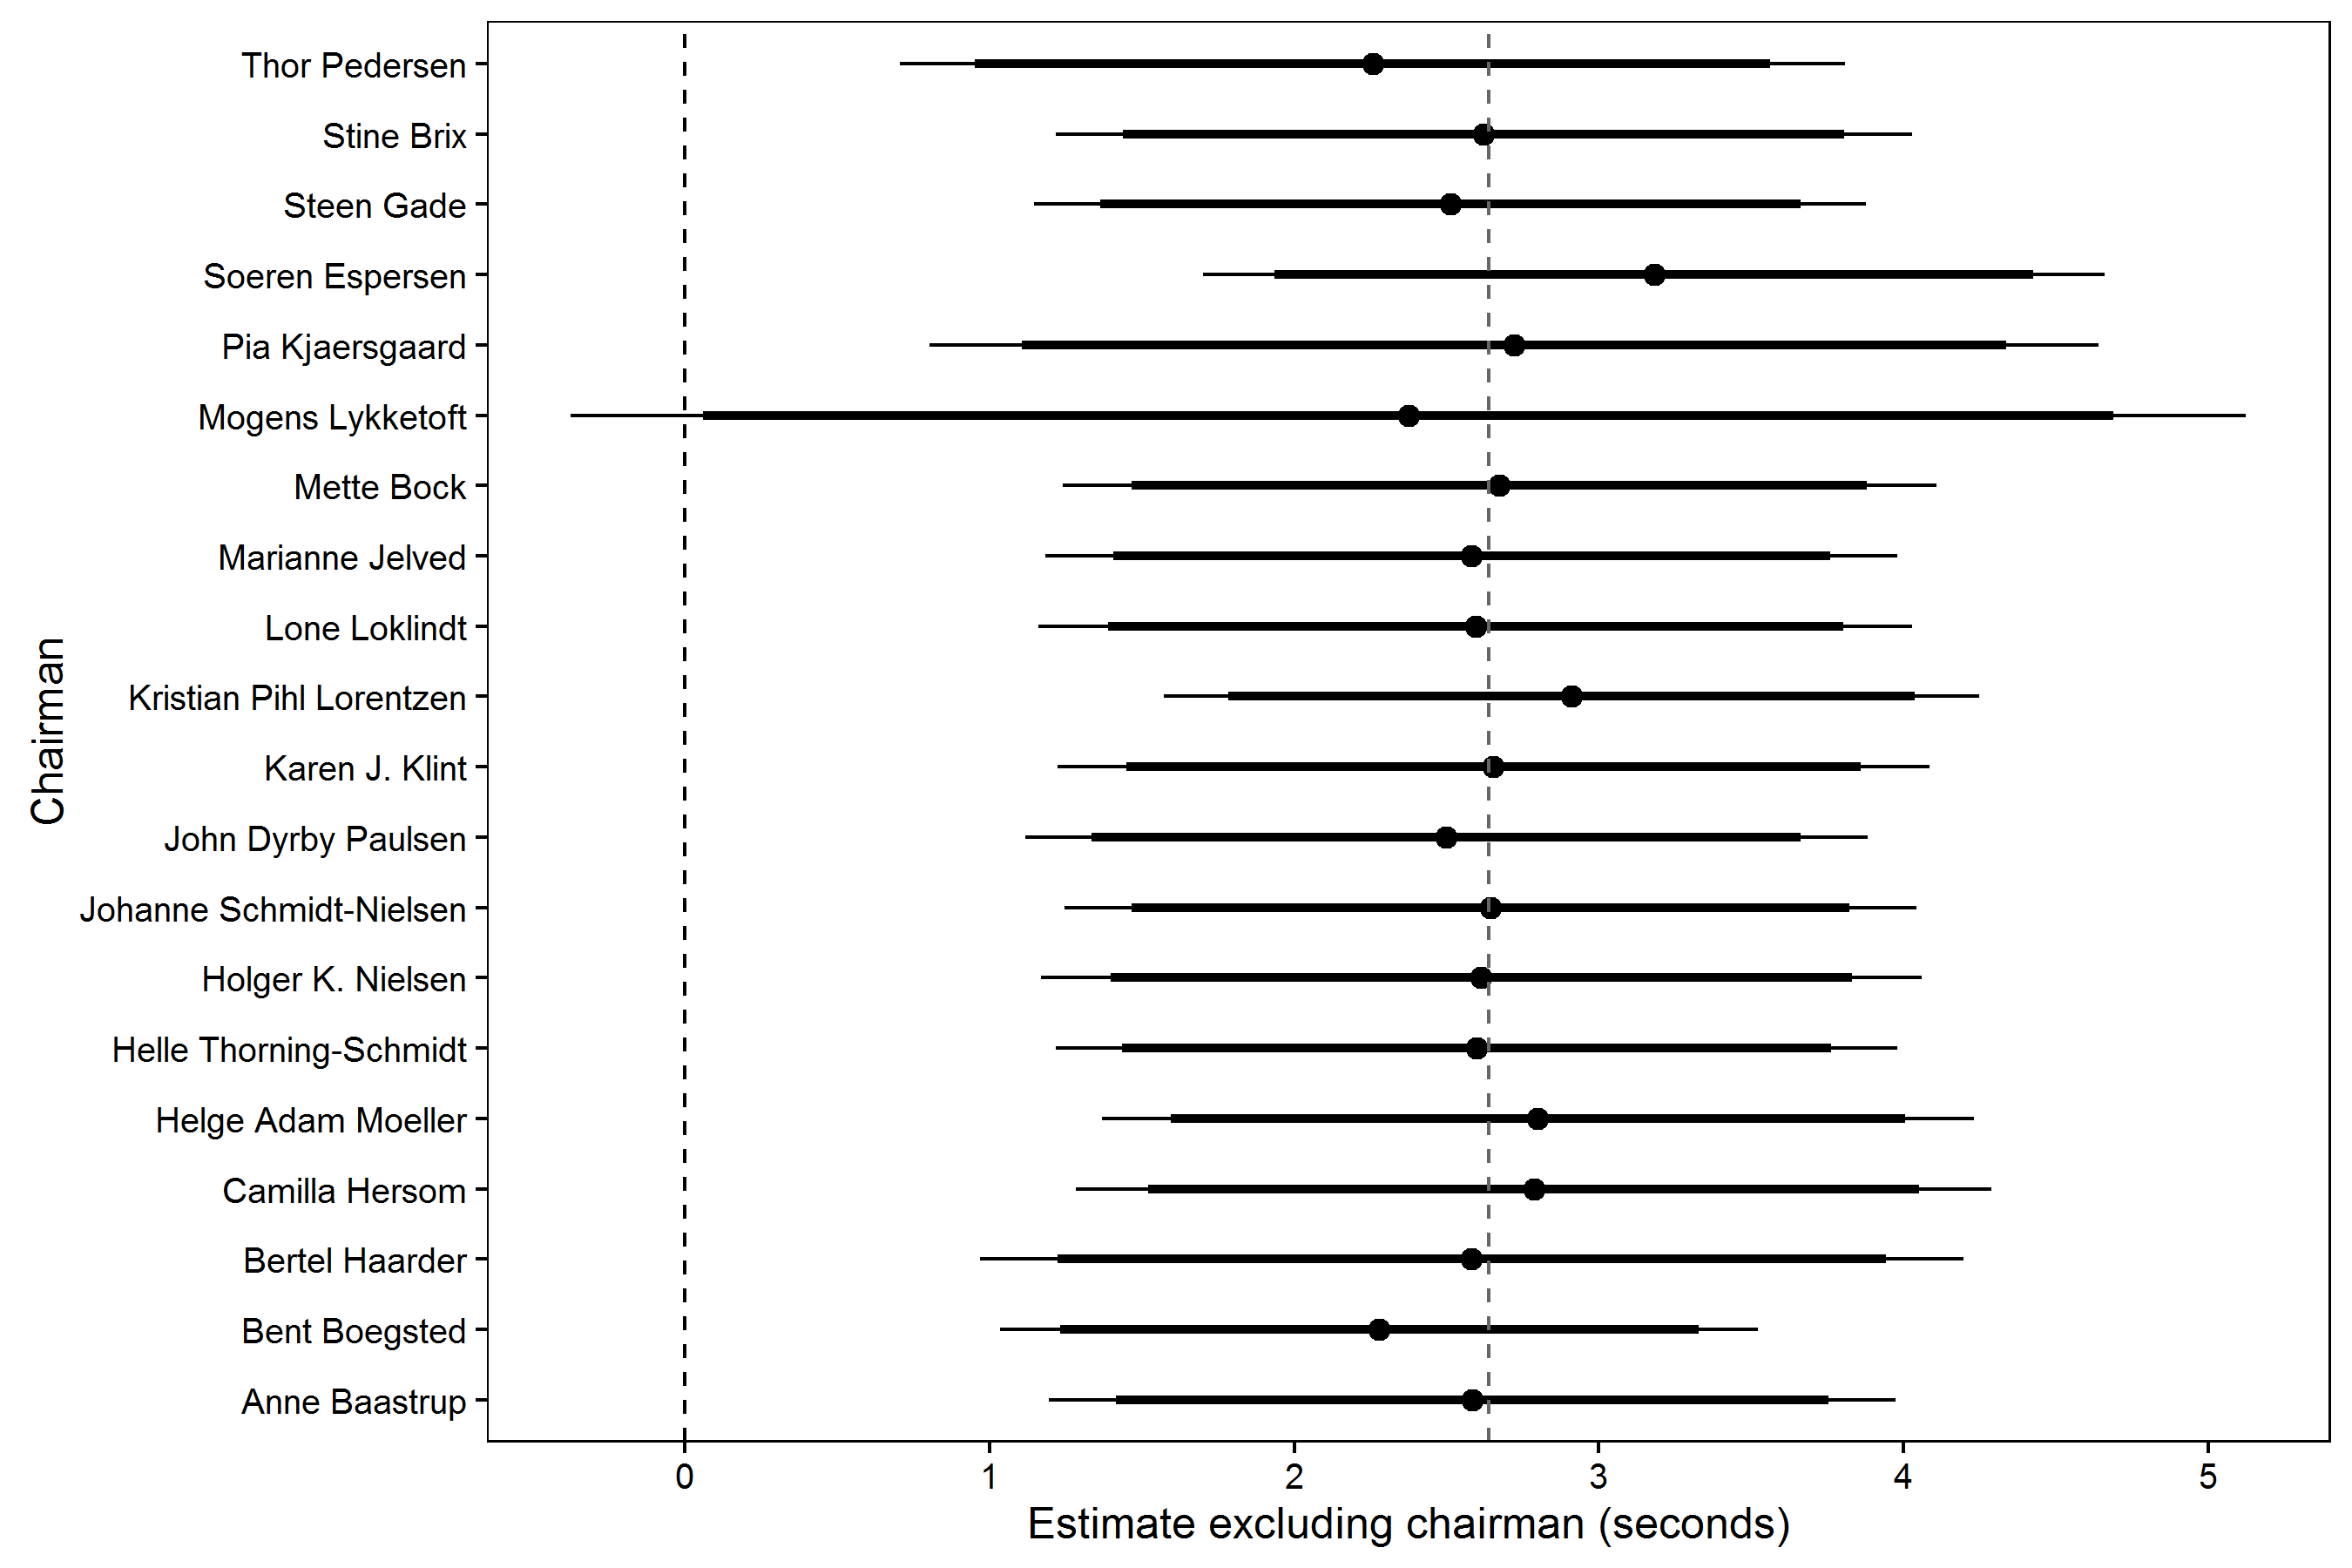 Thor Pedersen
Stine Brix
Steen Gade
Soeren Espersen
Pia Kjaersgaard
Mogens Lykketoft
Mette Bock
Marianne Jelved
Lone Loklindt
Kristian Pihl Lorentzen
Karen J. Klint
John Dyrby Paulsen
Johanne Schmidt-Nielsen
Holger K. Nielsen
Helle Thorning-Schmidt
Helge Adam Moeller
Camilla Hersom
Bertel Haarder
Bent Boegsted
Anne Baastrup
Chairman
0 1 2 3 4 5
Estimate excluding chairman (seconds)